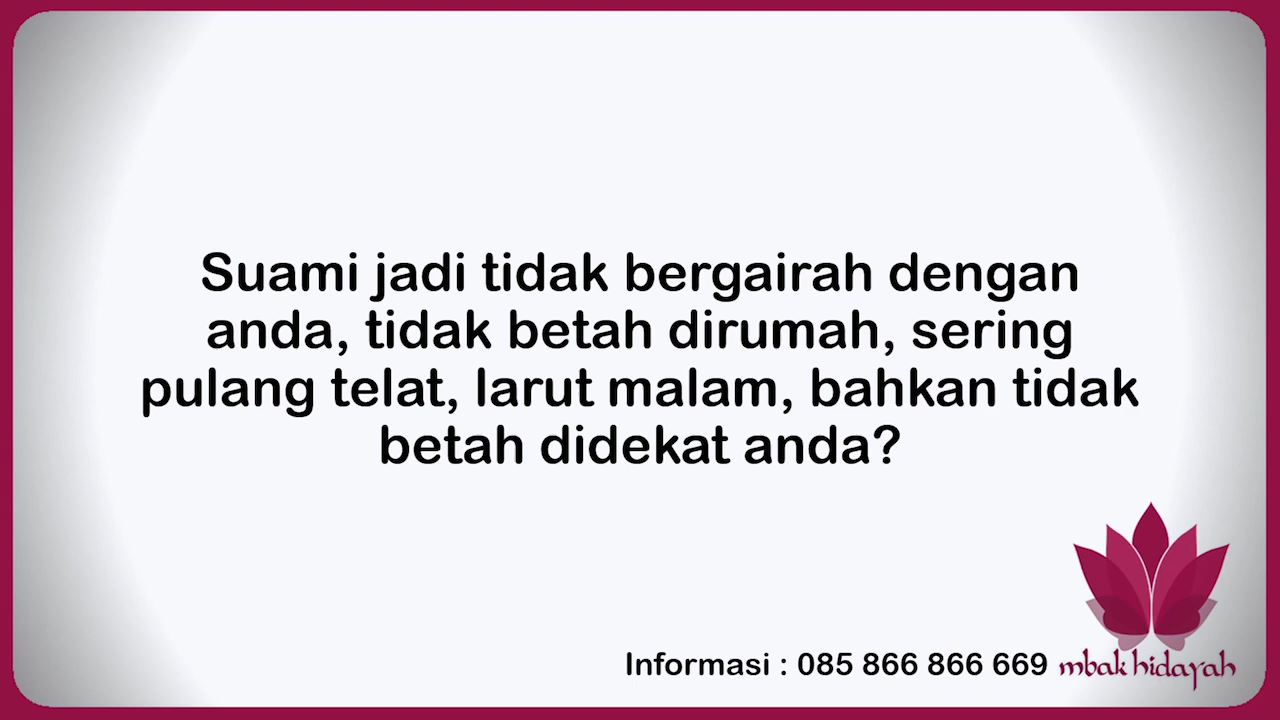 Suami jadi tidak bergairah dengan
anda, tidak betah dirumah, sering
pulang telat, larut malam, bahkan tidak
betah didekat anda?
Informasi : 085 866 866 669
mbak hidayah